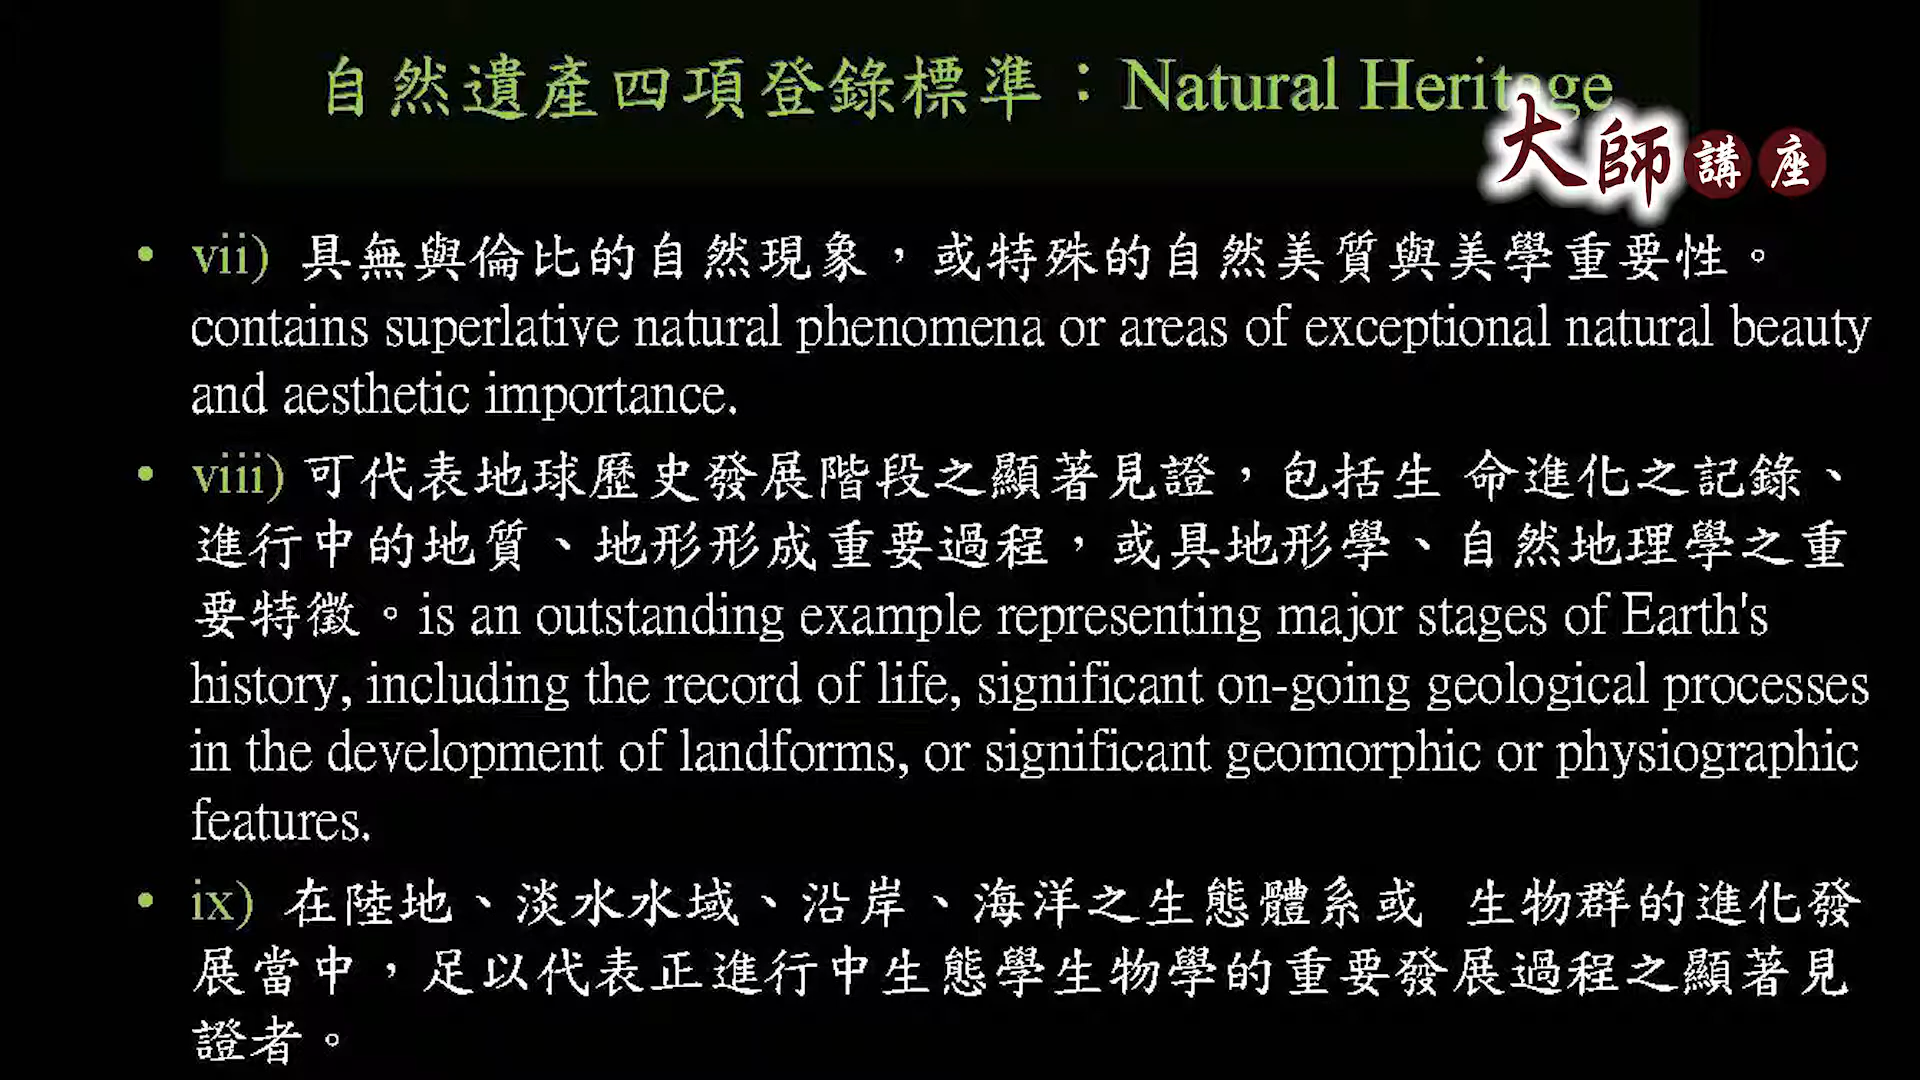 自然遺產四項登錄標準：Natural Heritage
大師講座
• vii) 具無與倫比的自然現象，或特殊的自然美質與美學重要性。
contains superlative natural phenomena or areas of exceptional natural beauty
and aesthetic importance.
• viii) 可代表地球歷史發展階段之顯著見證，包括生 命進化之記錄、
進行中的地質、地形形成重要過程，或具地形學、自然地理學之重
要特徵。is an outstanding example representing major stages of Earth's
history, including the record of life, significant on-going geological processes
in the development of landforms, or significant geomorphic or physiographic
features.
• ix) 在陸地、淡水水域、沿岸、海洋之生態體系或 生物群的進化發
展當中，足以代表正進行中生態學生物學的重要發展過程之顯著見
證者。